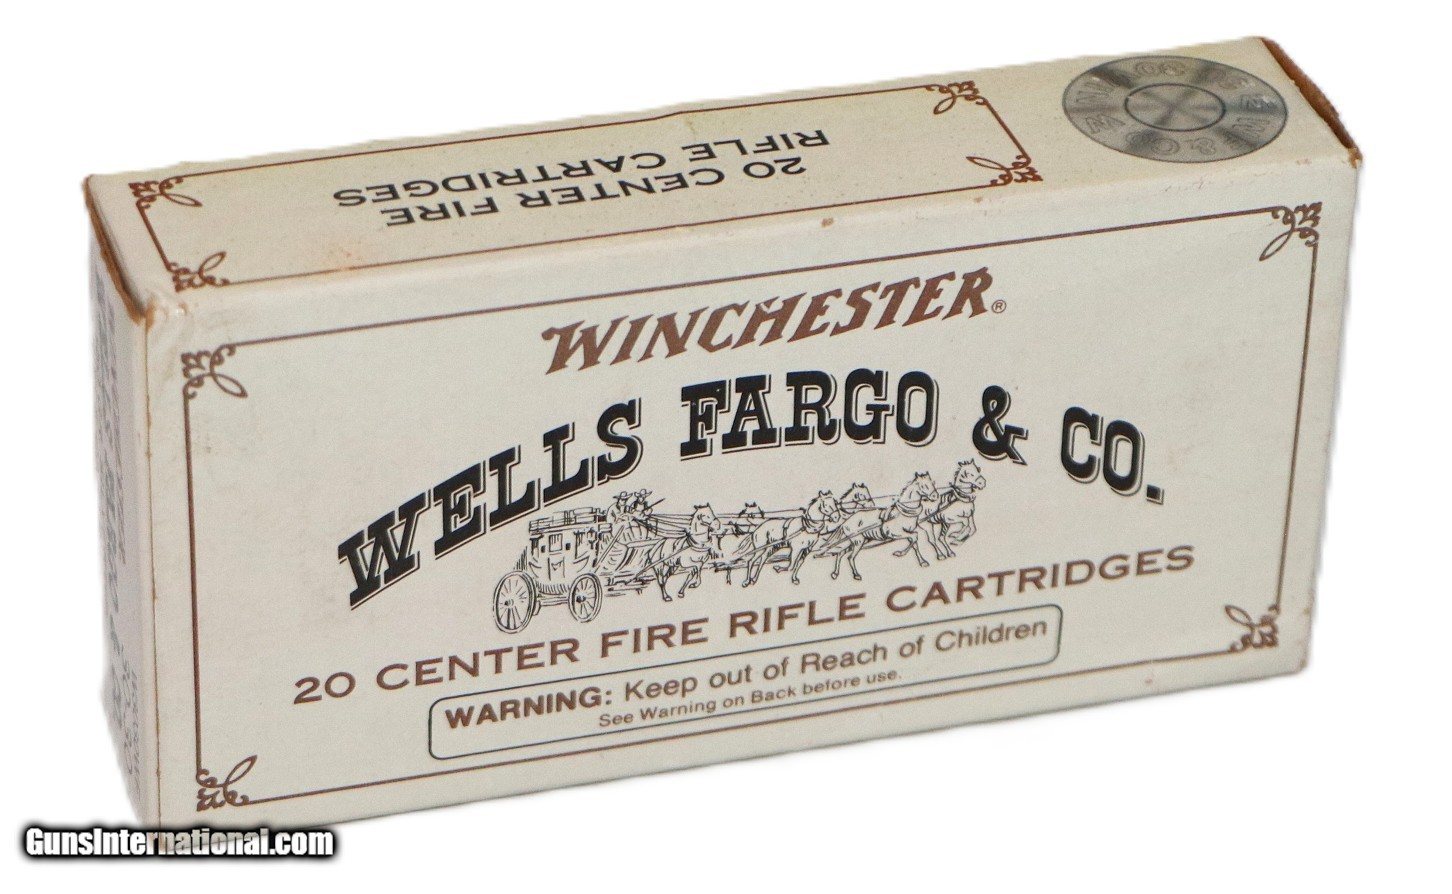 20 CENTER FIRE
RIFLE CARTRIDGES
WINCHESTER®
WELLS FARGO & CO.
20 CENTER FIRE RIFLE CARTRIDGES
WARNING: Keep out of Reach of Children
See Warning on Back before use.
GunsInternational.com